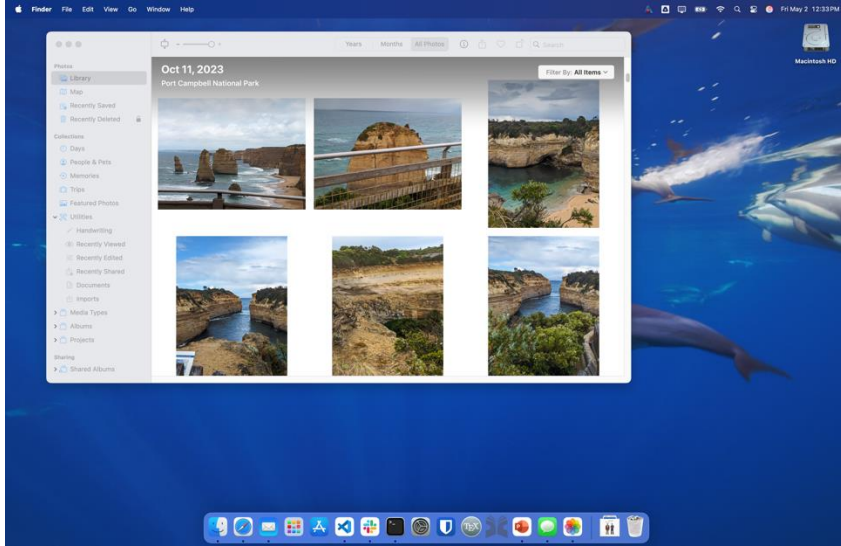 Finder File Edit View Go Window Help
Fri May 2 12:33 PM
Macintosh HD
Years Months All Photos
Search
Photos
Library
Map
Recently Saved
Recently Deleted
Collections
Days
People & Pets
Memories
Trips
Featured Photos
Utilities
Handwriting
Recently Viewed
Recently Edited
Recently Shared
Documents
Imports
Media Types
Albums
Projects
Sharing
Shared Albums
Oct 11, 2023
Port Campbell National Park
Filter By: All Items
TEX